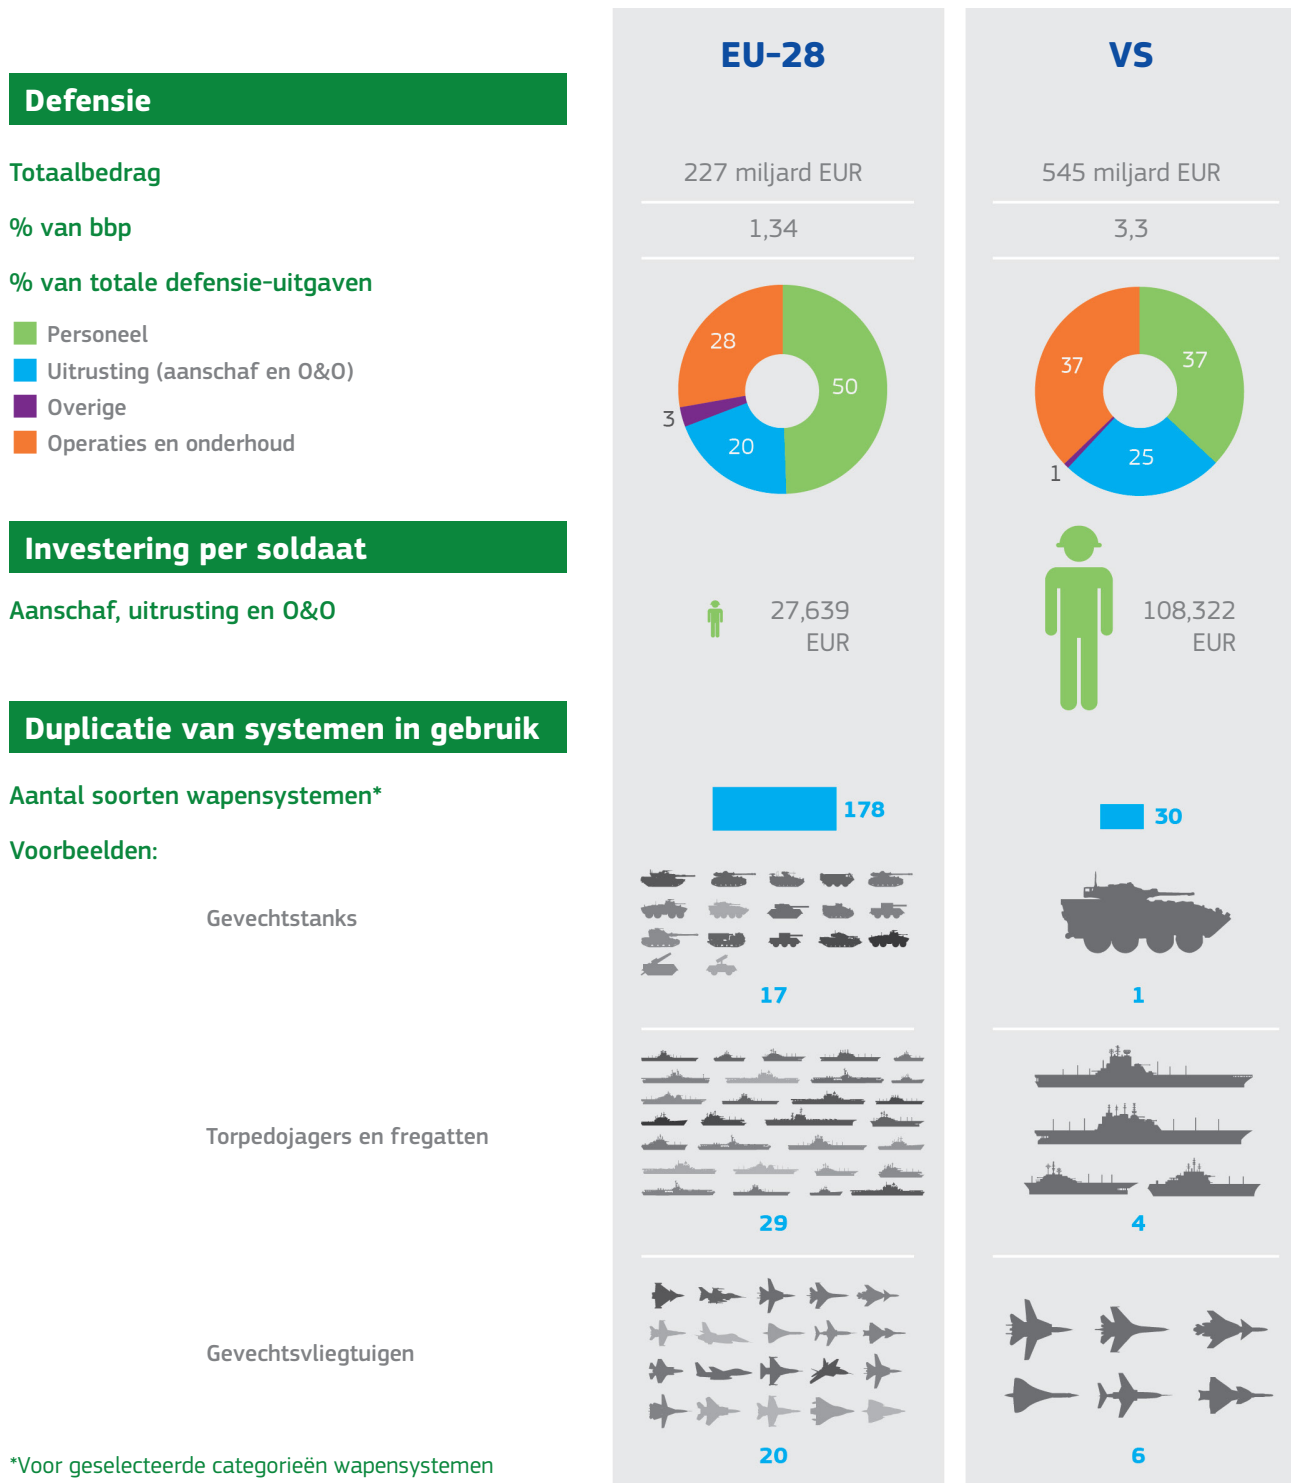 EU-28
VS
Defensie
Totaalbedrag
227 miljard EUR
545 miljard EUR
% van bbp
1,34
3,3
% van totale defensie-uitgaven
Personeel
Uitrusting (aanschaf en O&O)
Overige
Operaties en onderhoud
28
50
3
20
37
37
1
25
Investering per soldaat
Aanschaf, uitrusting en O&O
27,639
EUR
108,322
EUR
Duplicatie van systemen in gebruik
Aantal soorten wapensystemen*
178
30
Voorbeelden:
Gevechtstanks
17
1
Torpedojagers en fregatten
29
4
Gevechtsvliegtuigen
20
6
*Voor geselecteerde categorieën wapensystemen